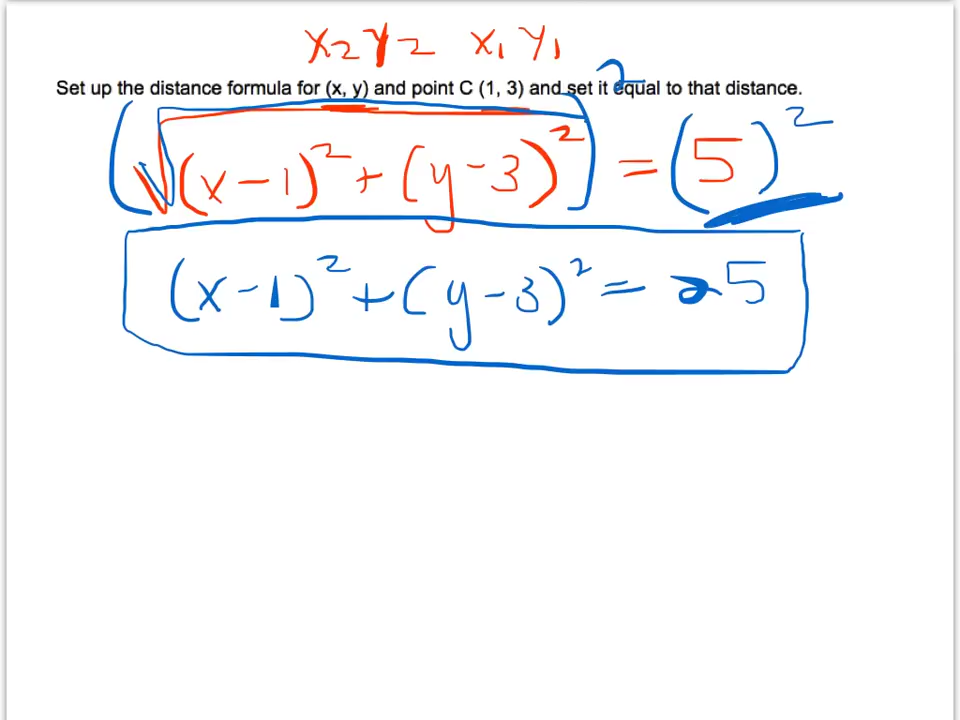 x₂ y₂ x₁ y₁
Set up the distance formula for (x, y) and point C (1, 3) and set it equal to that distance.
(√(x-1)² + (y-3)²)² = (5)²
(x-1)² + (y-3)² = 25